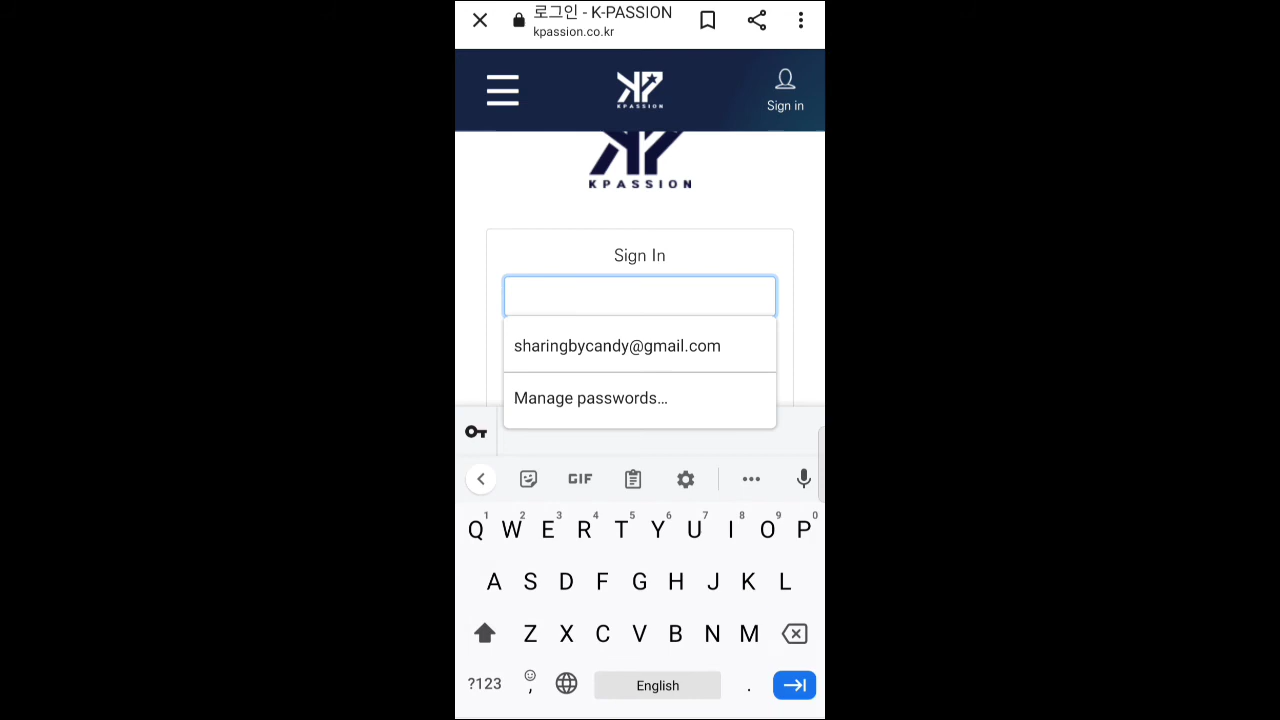 로그인 - K-PASSION
kpassion.co.kr
KPASSION
Sign in
KPASSION
Sign In
sharingbycandy@gmail.com
Manage passwords...
GIF
1 2 3 4 5 6 7 8 9 0
Q W E R T Y U I O P
A S D F G H J K L
Z X C V B N M
?123 , English .